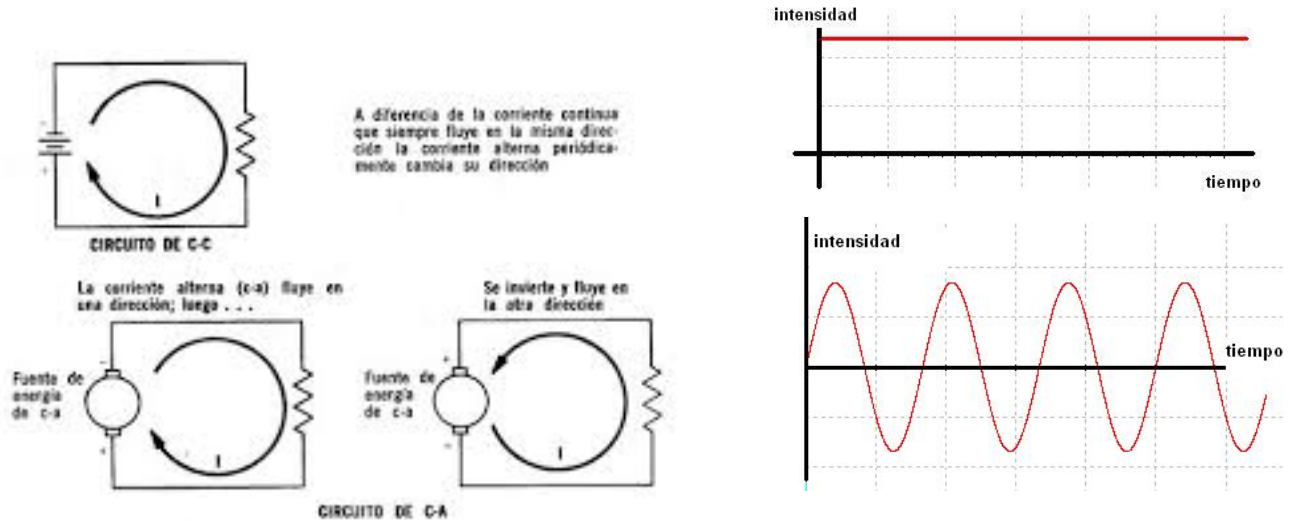 A diferencia de la corriente continua
que siempre fluye en la misma direc-
ción la corriente alterna periódica-
mente cambia su dirección
-
+
I
CIRCUITO DE C-C
La corriente alterna (c-a) fluye en
una dirección; luego . . .
Se invierte y fluye en
la otra dirección
Fuente de
energía
de c-a
-
+
I
Fuente de
energía
de c-a
+
-
I
CIRCUITO DE C-A
intensidad
tiempo
intensidad
tiempo